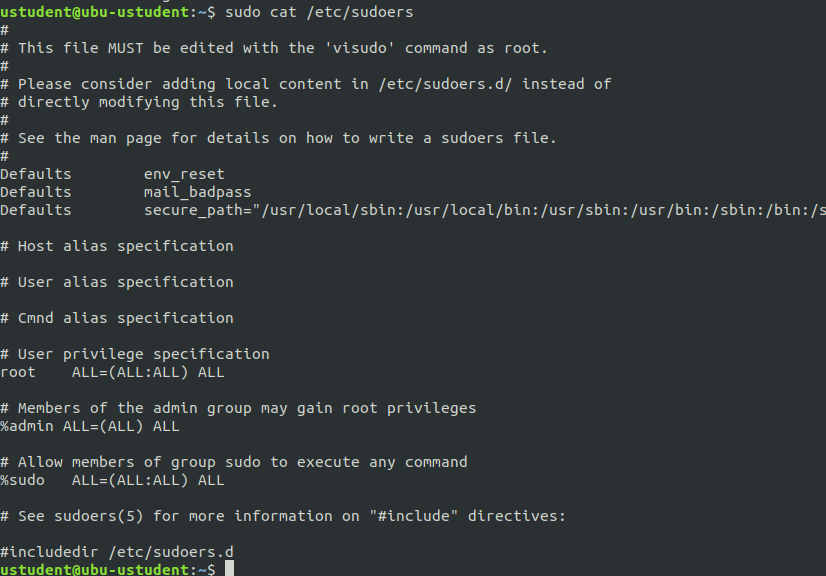 ustudent@ubu-ustudent:~$ sudo cat /etc/sudoers
#
# This file MUST be edited with the 'visudo' command as root.
#
# Please consider adding local content in /etc/sudoers.d/ instead of
# directly modifying this file.
#
# See the man page for details on how to write a sudoers file.
#
Defaults        env_reset
Defaults        mail_badpass
Defaults        secure_path="/usr/local/sbin:/usr/local/bin:/usr/sbin:/usr/bin:/sbin:/bin:/s
# Host alias specification
# User alias specification
# Cmnd alias specification
# User privilege specification
root    ALL=(ALL:ALL) ALL
# Members of the admin group may gain root privileges
%admin ALL=(ALL) ALL
# Allow members of group sudo to execute any command
%sudo   ALL=(ALL:ALL) ALL
# See sudoers(5) for more information on "#include" directives:
#includedir /etc/sudoers.d
ustudent@ubu-ustudent:~$